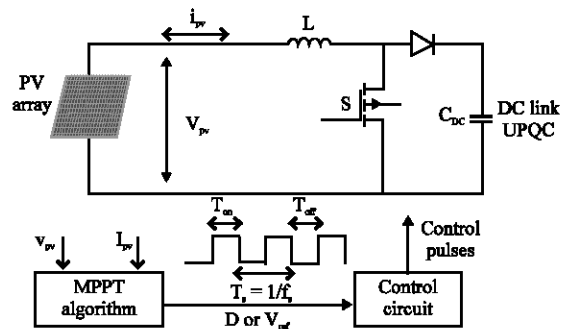 i_pv
L
PV
array
V_pv
S
C_DC
DC link
UPQC
T_on
T_off
v_pv
I_pv
Control
pulses
MPPT
algorithm
T_s = 1/f_s
D or V_ref
Control
circuit